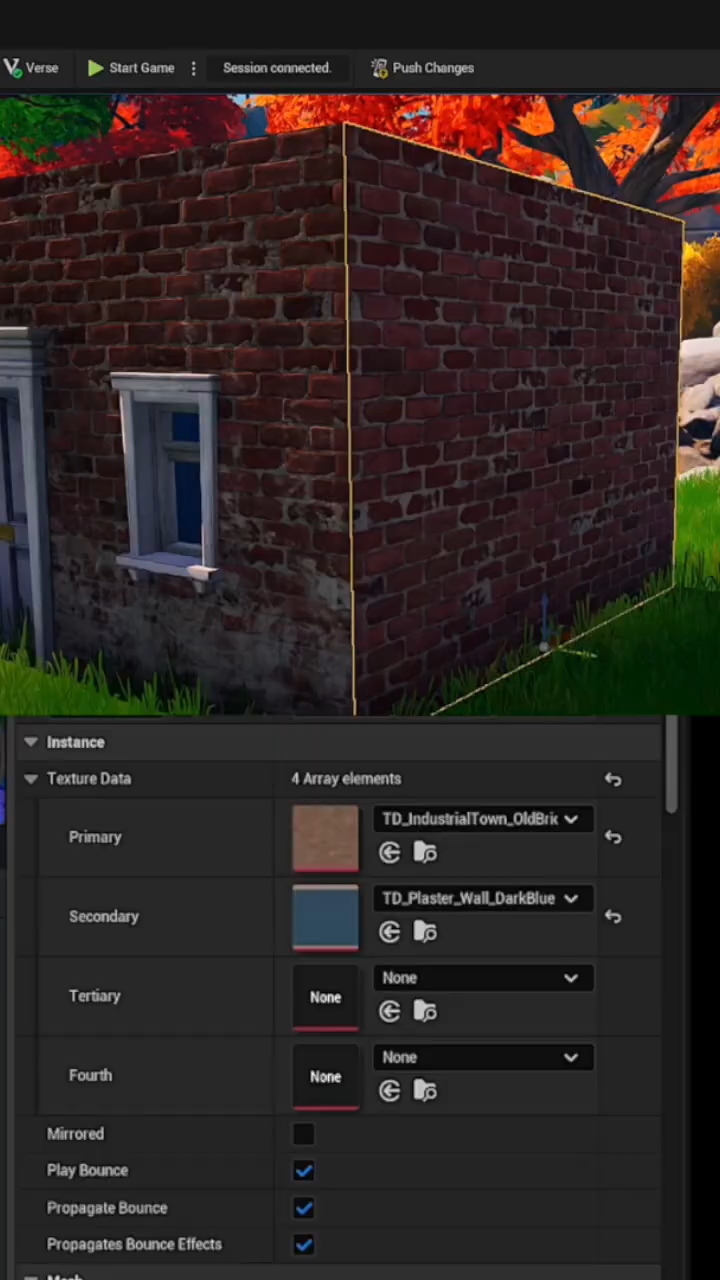 Verse Start Game Session connected. Push Changes
Instance
Texture Data 4 Array elements
Primary TD_IndustrialTown_OldBric
Secondary TD_Plaster_Wall_DarkBlue
Tertiary None None
Fourth None None
Mirrored
Play Bounce
Propagate Bounce
Propagates Bounce Effects
Mesh